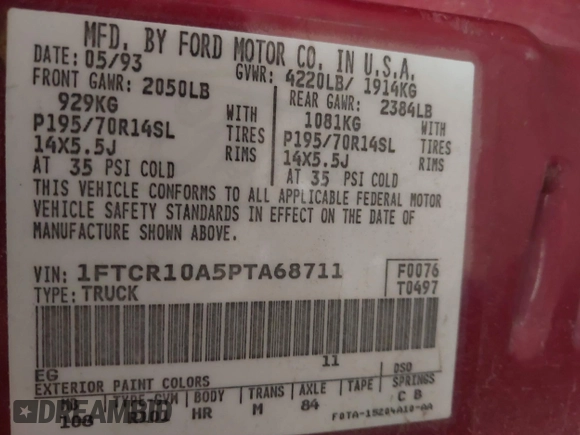 MFD. BY FORD MOTOR CO. IN U.S.A.
DATE: 05/93 GVWR: 4220LB/ 1914KG
FRONT GAWR: 2050LB REAR GAWR: 2384LB
929KG WITH 1081KG WITH
P195/70R14SL TIRES P195/70R14SL TIRES
14X5.5J RIMS 14X5.5J RIMS
AT 35 PSI COLD AT 35 PSI COLD
THIS VEHICLE CONFORMS TO ALL APPLICABLE FEDERAL MOTOR
VEHICLE SAFETY STANDARDS IN EFFECT ON THE DATE OF
MANUFACTURE SHOWN ABOVE.
VIN: 1FTCR10A5PTA68711 F0076
TYPE: TRUCK T0497
EG 11
EXTERIOR PAINT COLORS DSO
WB TYPE-GVM BODY TRANS AXLE SPRINGS
108 HR M 84 C B
DREAMBID